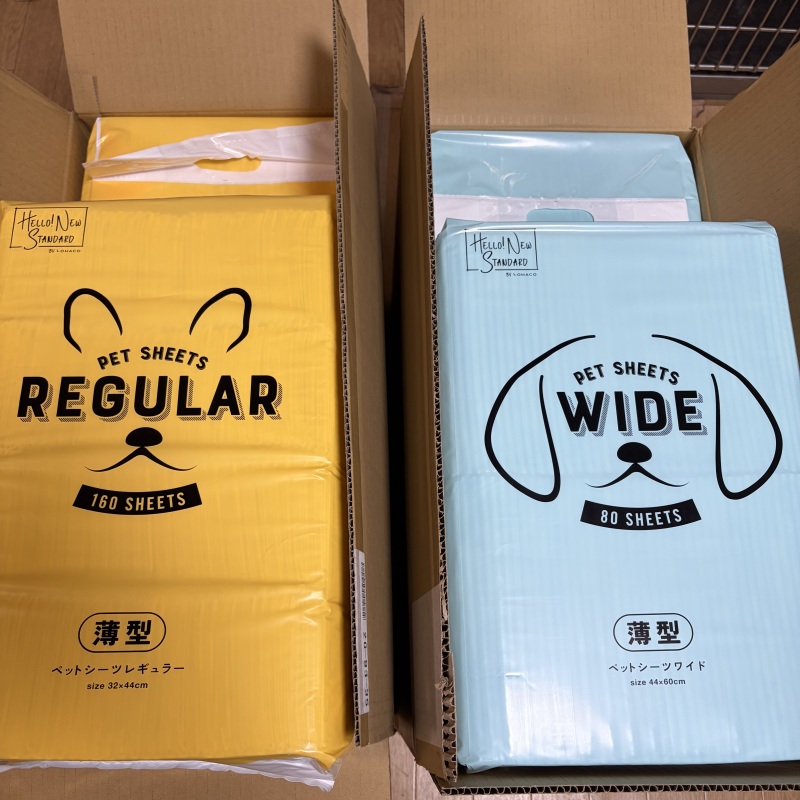 HELLO! NEW
STANDARD
BY LOHACO
PET SHEETS
REGULAR
160 SHEETS
薄型
ペットシーツレギュラー
size 32×44cm
HELLO! NEW
STANDARD
BY LOHACO
PET SHEETS
WIDE
80 SHEETS
薄型
ペットシーツワイド
size 44×60cm